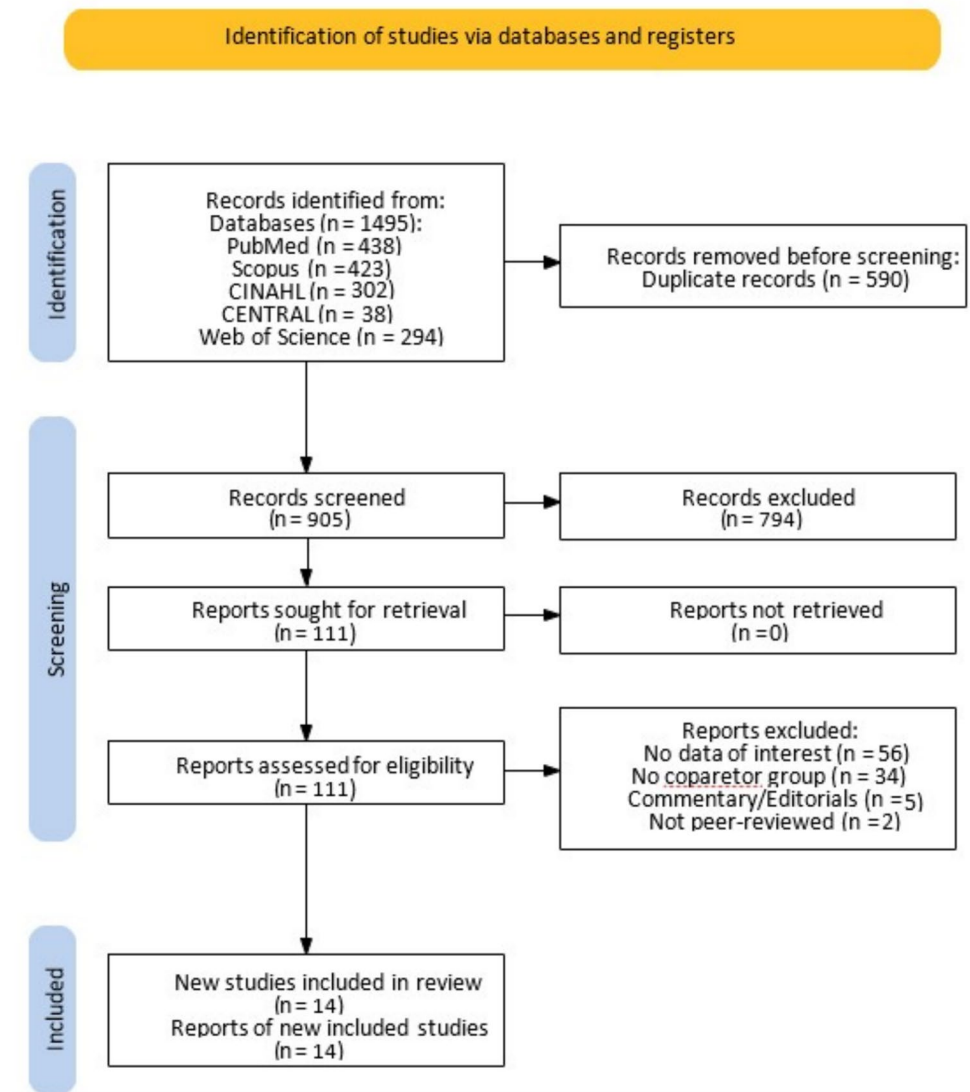 Identification of studies via databases and registers
Identification
Records identified from:
Databases (n = 1495):
PubMed (n = 438)
Scopus (n = 423)
CINAHL (n = 302)
CENTRAL (n = 38)
Web of Science (n = 294)
Records removed before screening:
Duplicate records (n = 590)
Screening
Records screened
(n = 905)
Records excluded
(n = 794)
Reports sought for retrieval
(n = 111)
Reports not retrieved
(n = 0)
Reports assessed for eligibility
(n = 111)
Reports excluded:
No data of interest (n = 56)
No coparetor group (n = 34)
Commentary/Editorials (n = 5)
Not peer-reviewed (n = 2)
Included
New studies included in review
(n = 14)
Reports of new included studies
(n = 14)